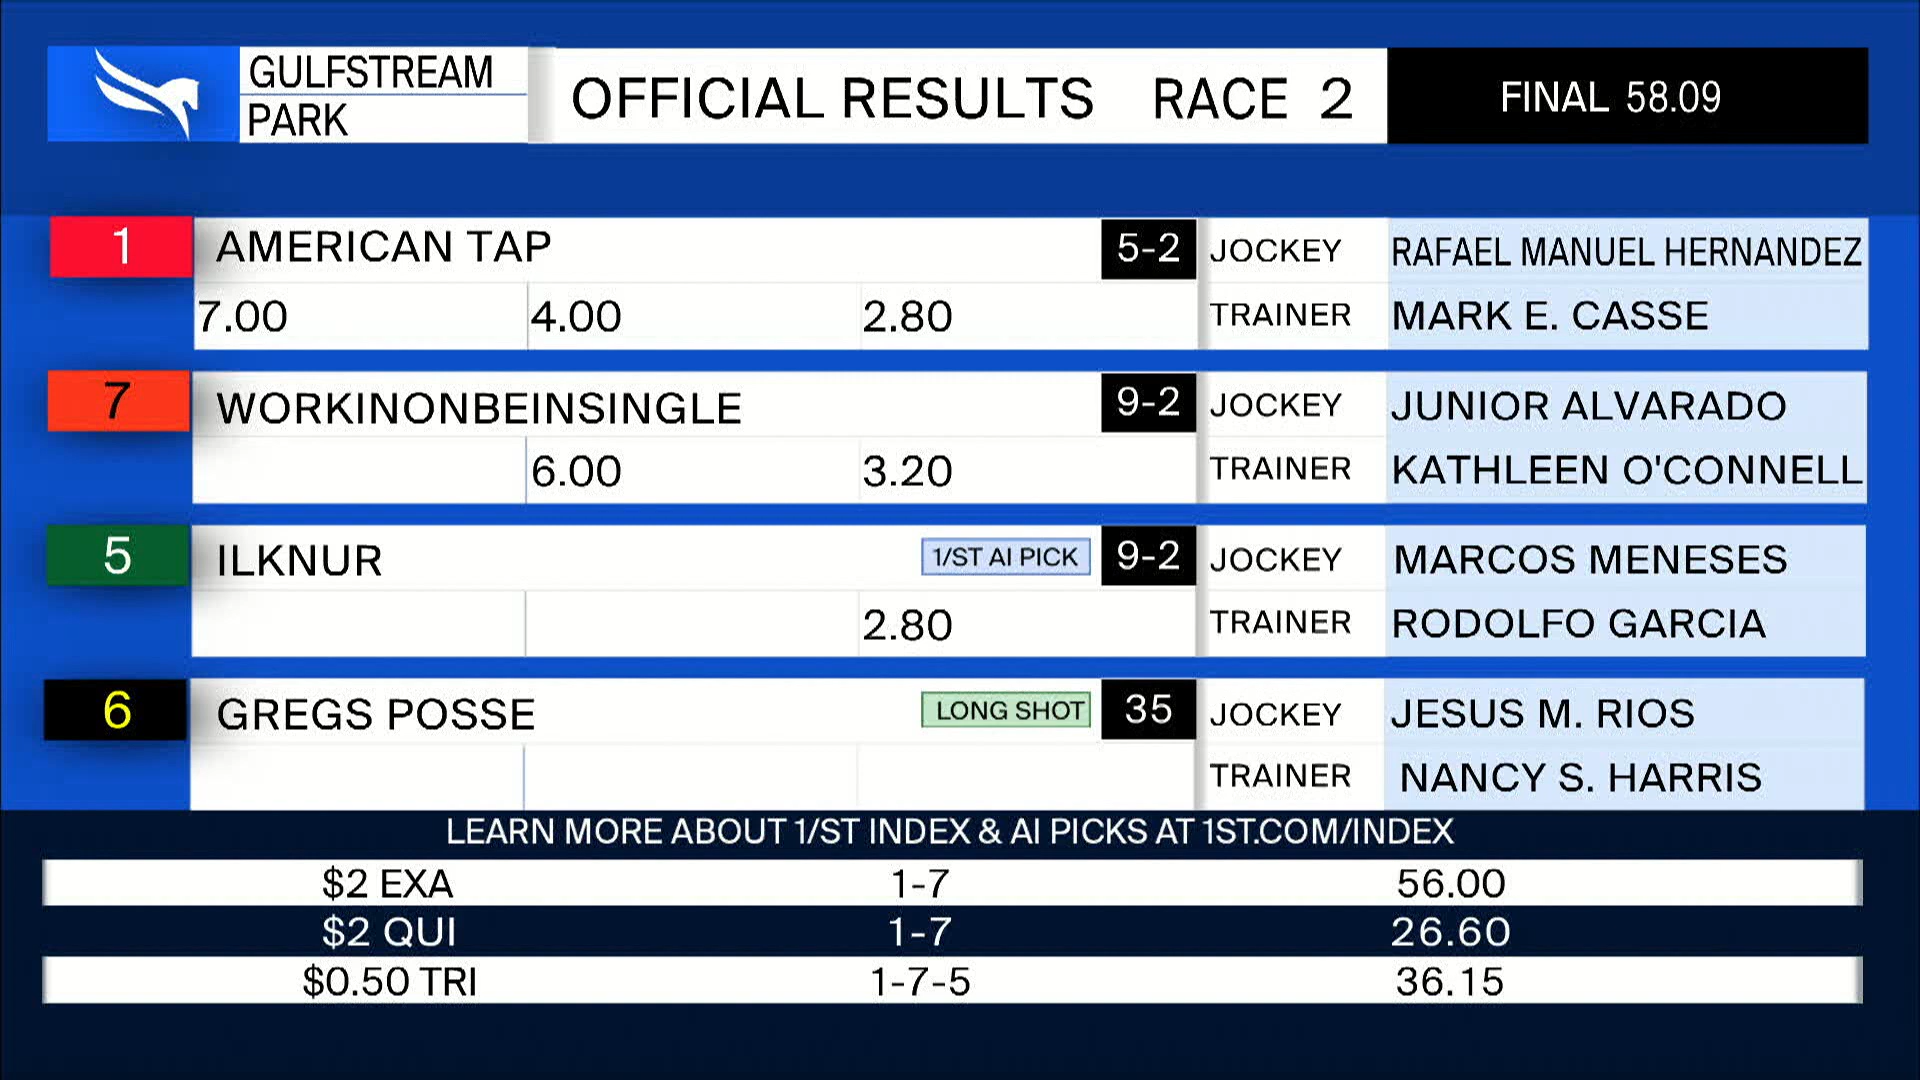 GULFSTREAM
PARK
OFFICIAL RESULTS RACE 2
FINAL 58.09
1 AMERICAN TAP 5-2 JOCKEY RAFAEL MANUEL HERNANDEZ
7.00 4.00 2.80 TRAINER MARK E. CASSE
7 WORKINONBEINSINGLE 9-2 JOCKEY JUNIOR ALVARADO
6.00 3.20 TRAINER KATHLEEN O'CONNELL
5 ILKNUR 1/ST AI PICK 9-2 JOCKEY MARCOS MENESES
2.80 TRAINER RODOLFO GARCIA
6 GREGS POSSE LONG SHOT 35 JOCKEY JESUS M. RIOS
TRAINER NANCY S. HARRIS
LEARN MORE ABOUT 1/ST INDEX & AI PICKS AT 1ST.COM/INDEX
$2 EXA 1-7 56.00
$2 QUI 1-7 26.60
$0.50 TRI 1-7-5 36.15